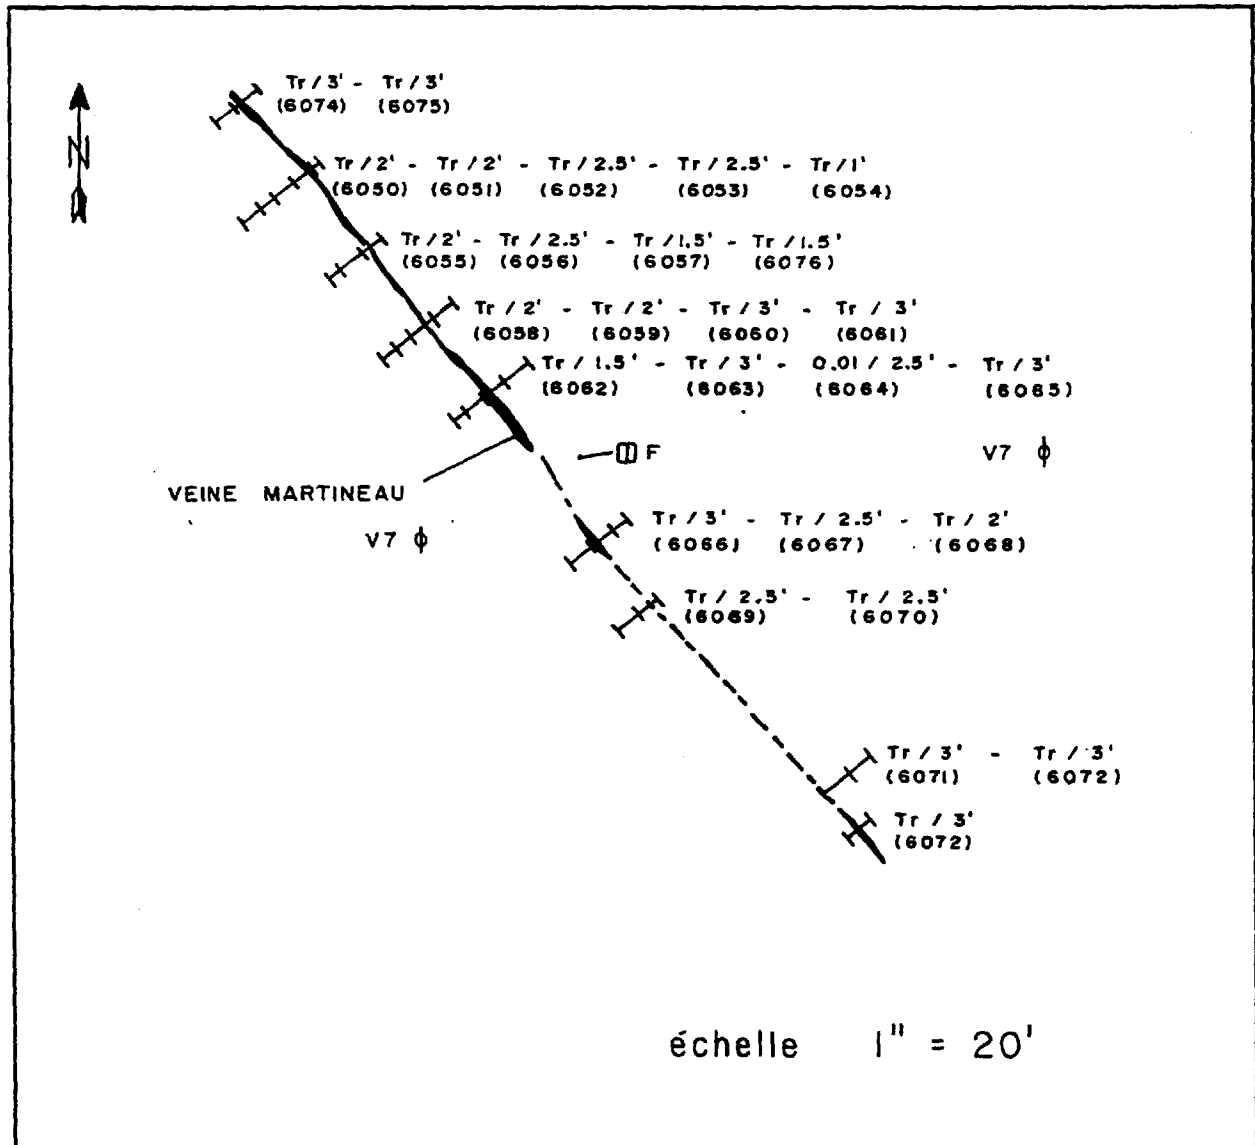 Tr / 3' - Tr / 3'
(6074) (6075)
N
Tr / 2' - Tr / 2' - Tr / 2.5' - Tr / 2.5' - Tr / 1'
(6050) (6051) (6052) (6053) (6054)
Tr / 2' - Tr / 2.5' - Tr / 1.5' - Tr / 1.5'
(6055) (6056) (6057) (6076)
Tr / 2' - Tr / 2' - Tr / 3' - Tr / 3'
(6058) (6059) (6060) (6061)
Tr / 1.5' - Tr / 3' - 0.01 / 2.5' - Tr / 3'
(6062) (6063) (6064) (6065)
F
V7 ϕ
VEINE MARTINEAU
V7 ϕ
Tr / 3' - Tr / 2.5' - Tr / 2'
(6066) (6067) (6068)
Tr / 2.5' - Tr / 2.5'
(6069) (6070)
Tr / 3' - Tr / 3'
(6071) (6072)
Tr / 3'
(6072)
échelle 1" = 20'